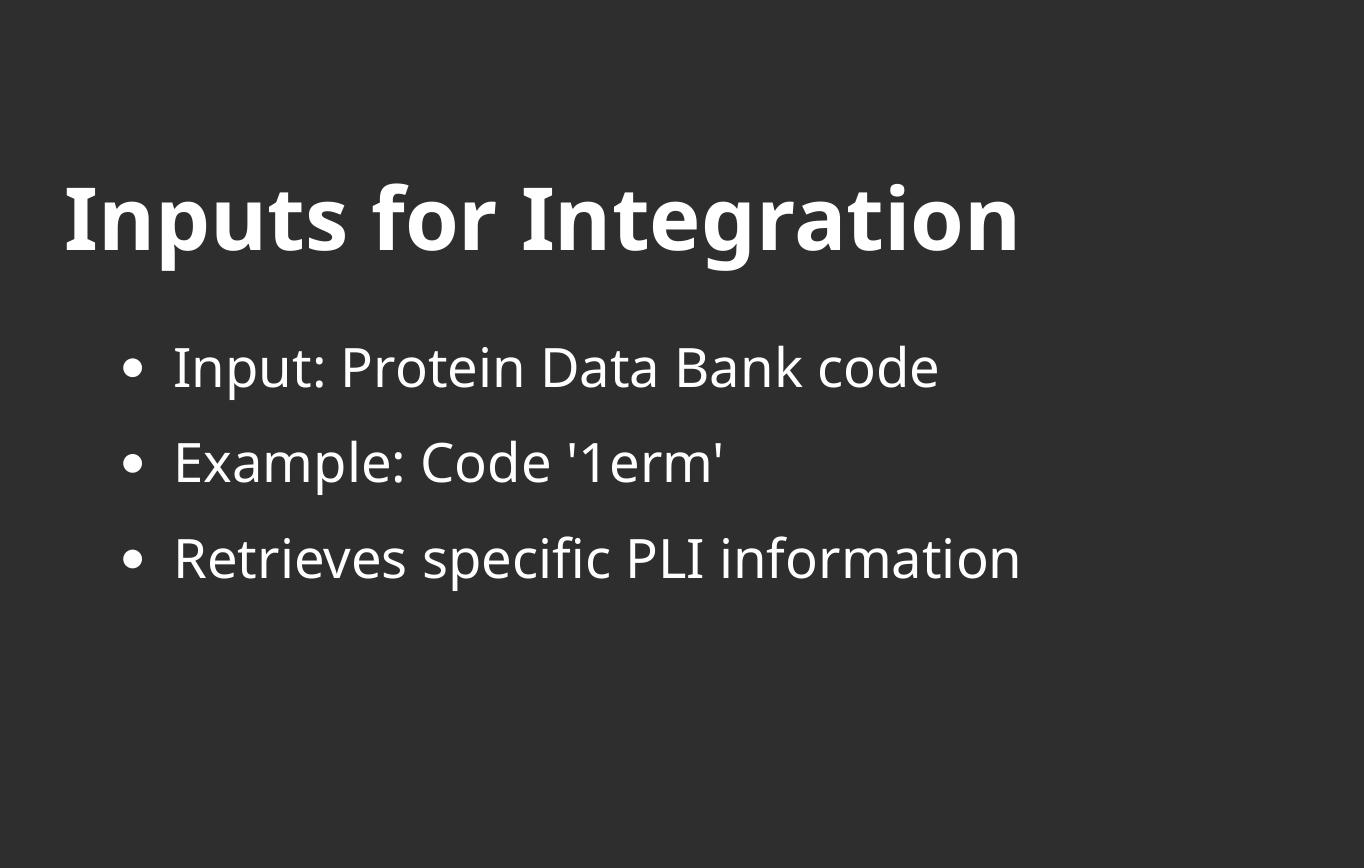 Inputs for Integration
• Input: Protein Data Bank code
• Example: Code '1erm'
• Retrieves specific PLI information